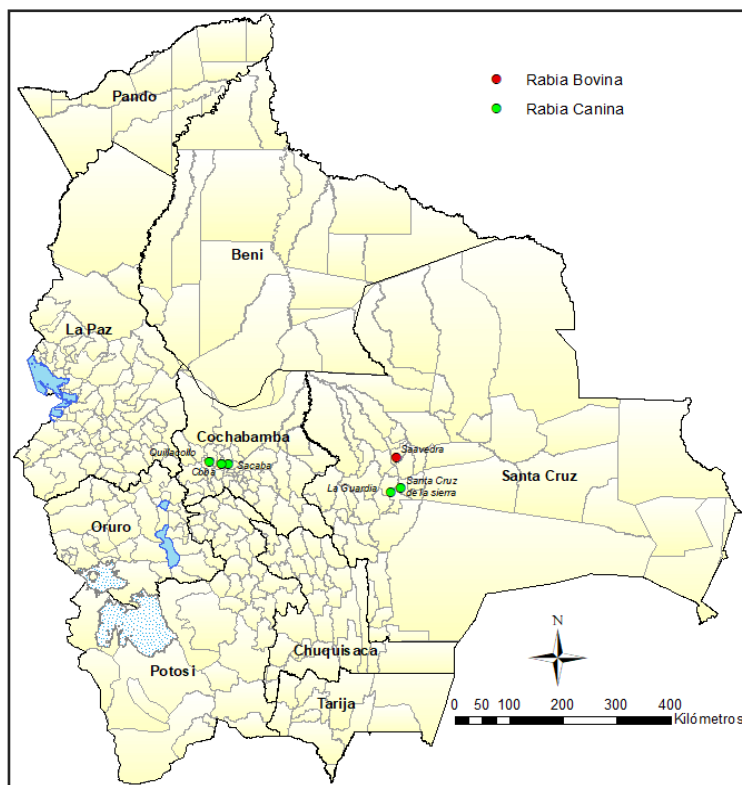 Rabia Bovina
Rabia Canina
Pando
Beni
La Paz
Cochabamba
Quillacollo
Cbba
Sacaba
Saavedra
La Guardia
Santa Cruz
de la sierra
Santa Cruz
Oruro
Potosi
Chuquisaca
Tarija
N
0 50 100 200 300 400
Kilómetros